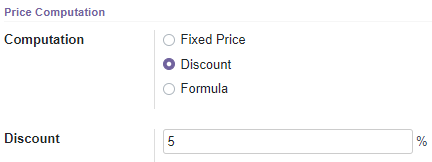 Price Computation
Computation
Fixed Price
Discount
Formula
Discount
5 %